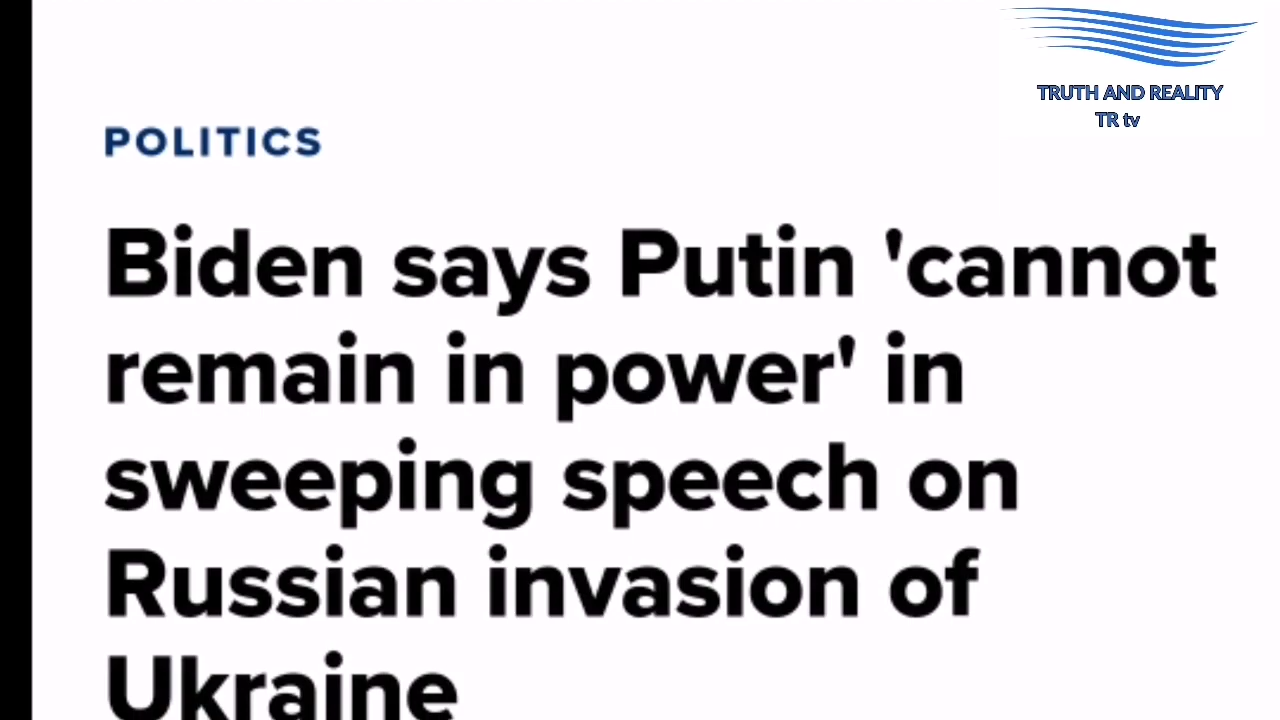 TRUTH AND REALITY
TR tv
POLITICS
Biden says Putin 'cannot
remain in power' in
sweeping speech on
Russian invasion of
Ukraine